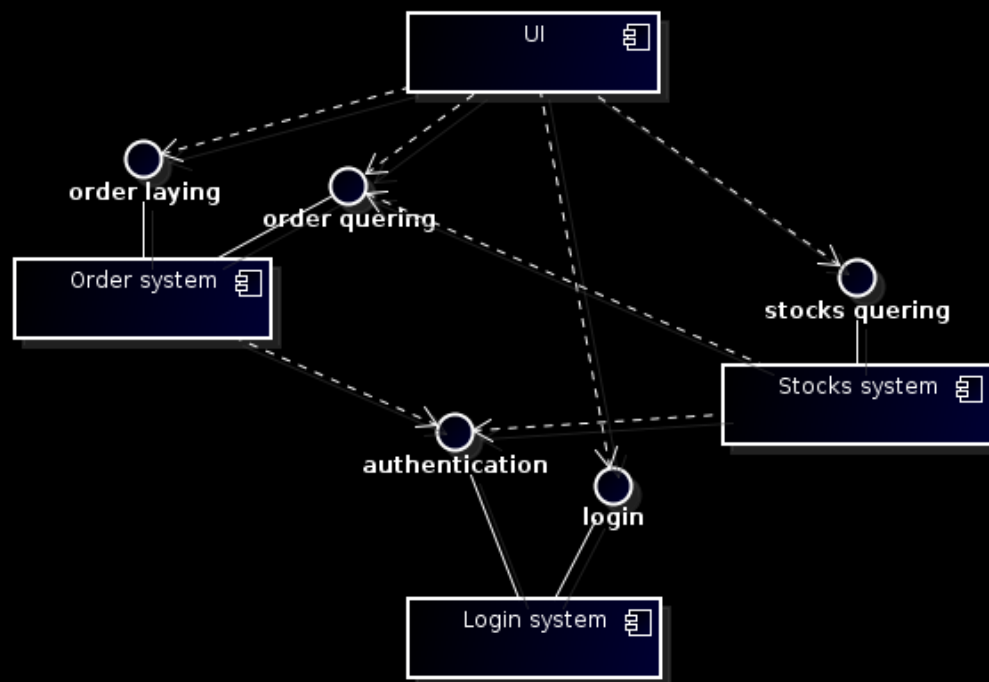 UI
order laying
order quering
Order system
stocks quering
Stocks system
authentication
login
Login system